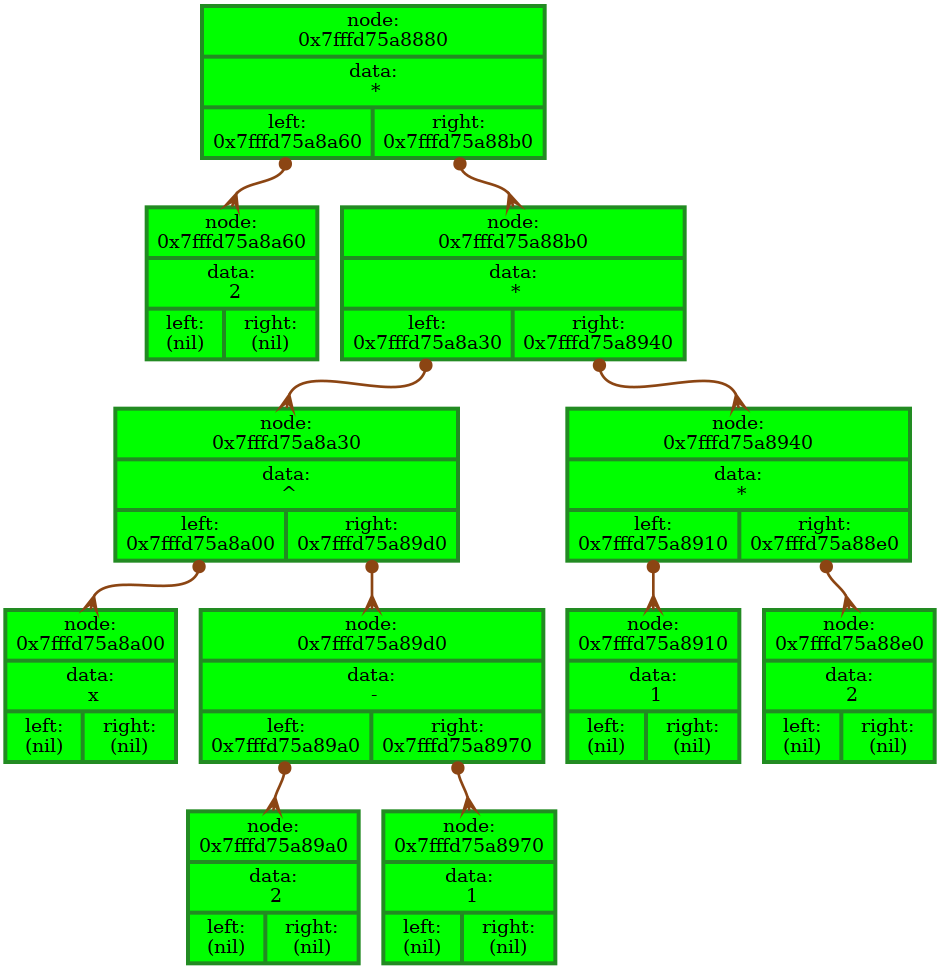 node:
0x7fffd75a8880
data:
*
left:
0x7fffd75a8a60
right:
0x7fffd75a88b0
node:
0x7fffd75a8a60
data:
2
left:
(nil)
right:
(nil)
node:
0x7fffd75a88b0
data:
*
left:
0x7fffd75a8a30
right:
0x7fffd75a8940
node:
0x7fffd75a8a30
data:
^
left:
0x7fffd75a8a00
right:
0x7fffd75a89d0
node:
0x7fffd75a8940
data:
*
left:
0x7fffd75a8910
right:
0x7fffd75a88e0
node:
0x7fffd75a8a00
data:
x
left:
(nil)
right:
(nil)
node:
0x7fffd75a89d0
data:
-
left:
0x7fffd75a89a0
right:
0x7fffd75a8970
node:
0x7fffd75a8910
data:
1
left:
(nil)
right:
(nil)
node:
0x7fffd75a88e0
data:
2
left:
(nil)
right:
(nil)
node:
0x7fffd75a89a0
data:
2
left:
(nil)
right:
(nil)
node:
0x7fffd75a8970
data:
1
left:
(nil)
right:
(nil)